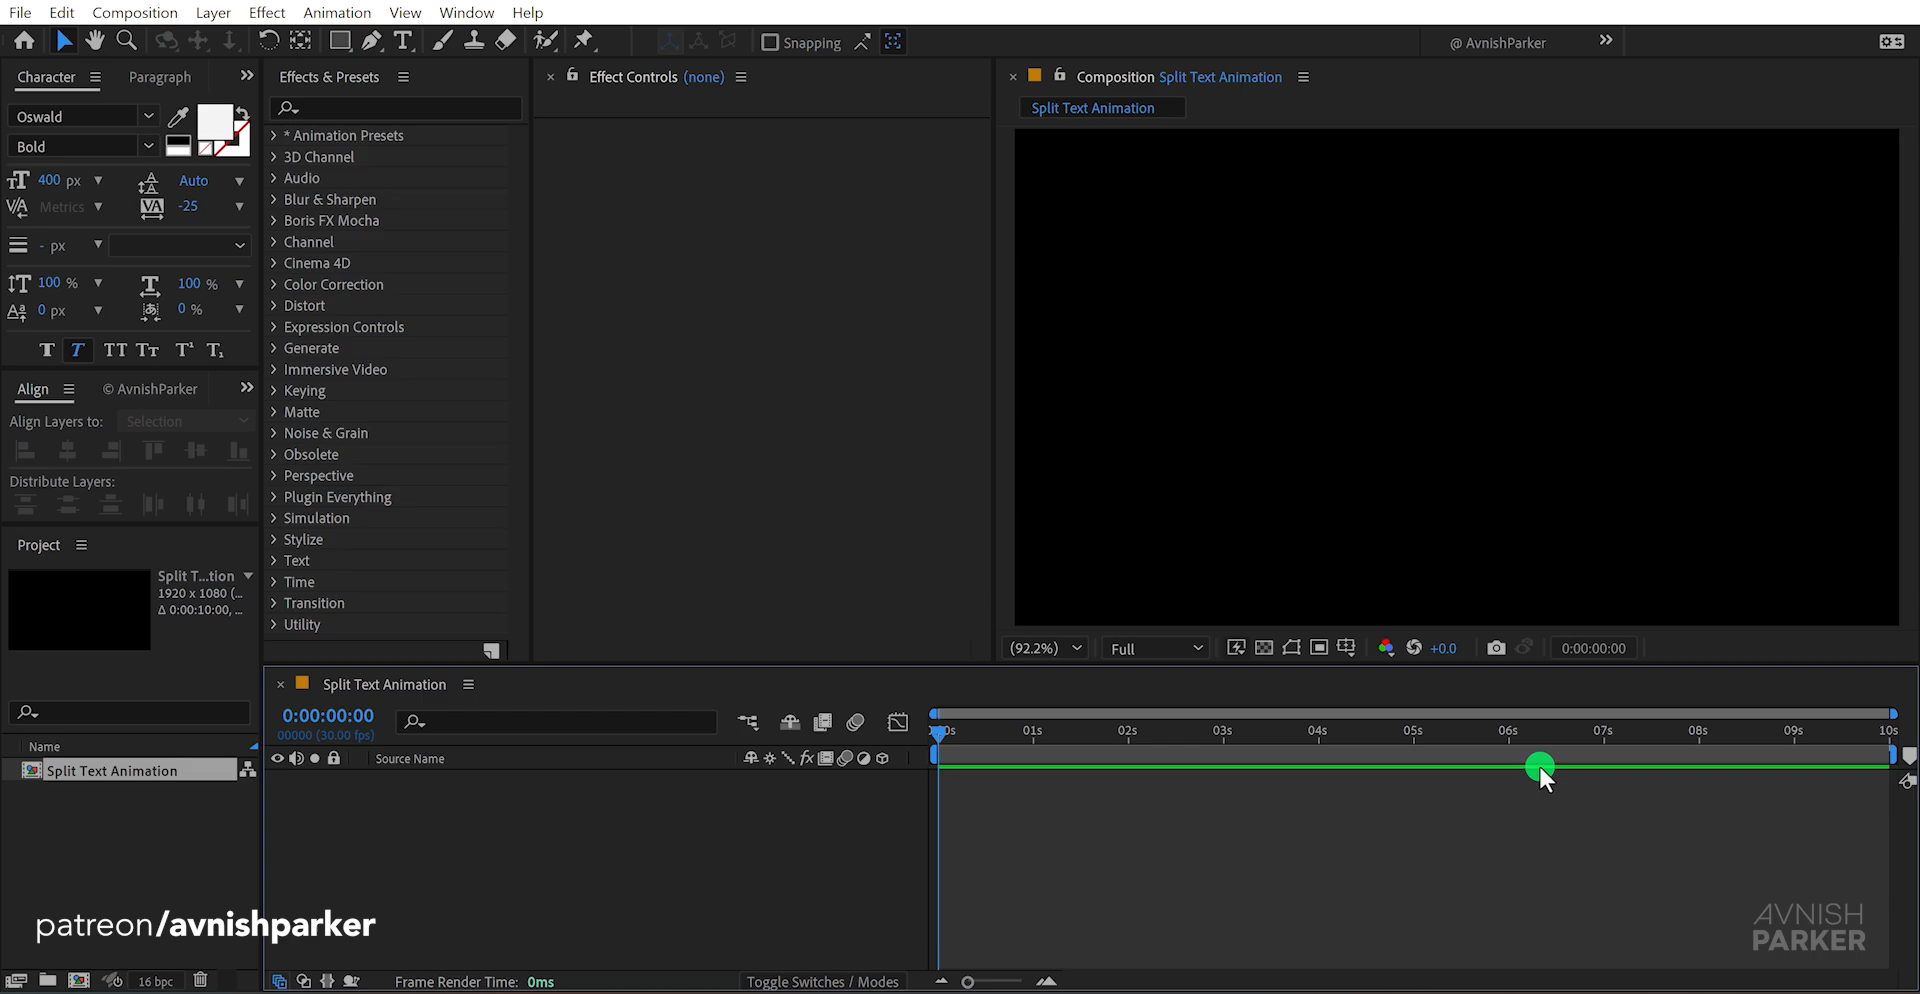 File Edit Composition Layer Effect Animation View Window Help
Snapping
@ AvnishParker
Character
Paragraph
Oswald
Bold
400 px
Auto
Metrics
-25
- px
100 %
100 %
0 px
0 %
Align
© AvnishParker
Align Layers to:
Selection
Distribute Layers:
Project
Split T...tion
1920 x 1080 (...
Δ 0:00:10:00, ...
Name
Split Text Animation
16 bpc
Effects & Presets
* Animation Presets
3D Channel
Audio
Blur & Sharpen
Boris FX Mocha
Channel
Cinema 4D
Color Correction
Distort
Expression Controls
Generate
Immersive Video
Keying
Matte
Noise & Grain
Obsolete
Perspective
Plugin Everything
Simulation
Stylize
Text
Time
Transition
Utility
Effect Controls (none)
Composition Split Text Animation
Split Text Animation
(92.2%)
Full
+0.0
0:00:00:00
Split Text Animation
0:00:00:00
00000 (30.00 fps)
Source Name
0s 01s 02s 03s 04s 05s 06s 07s 08s 09s 10s
Frame Render Time: 0ms
Toggle Switches / Modes
patreon/avnishparker
AVNISH
PARKER